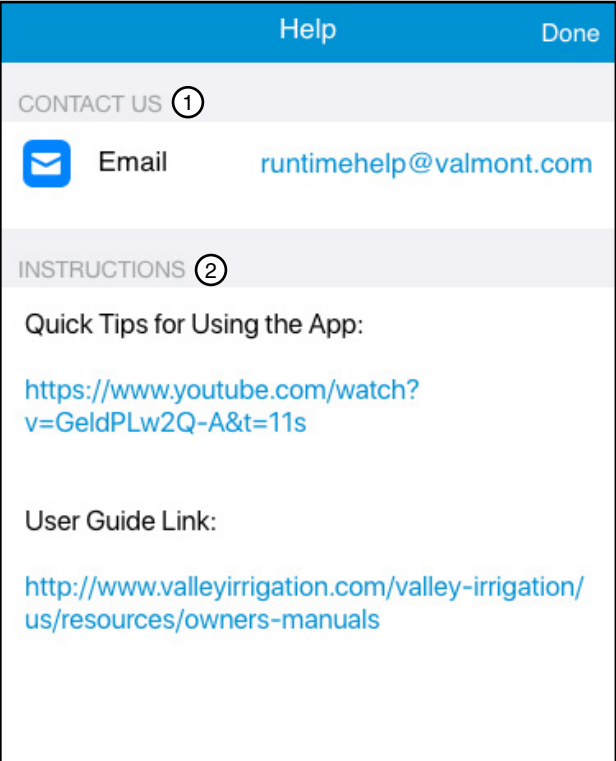 Help Done
CONTACT US 1
Email runtimehelp@valmont.com
INSTRUCTIONS 2
Quick Tips for Using the App:
https://www.youtube.com/watch?
v=GeldPLw2Q-A&t=11s
User Guide Link:
http://www.valleyirrigation.com/valley-irrigation/
us/resources/owners-manuals